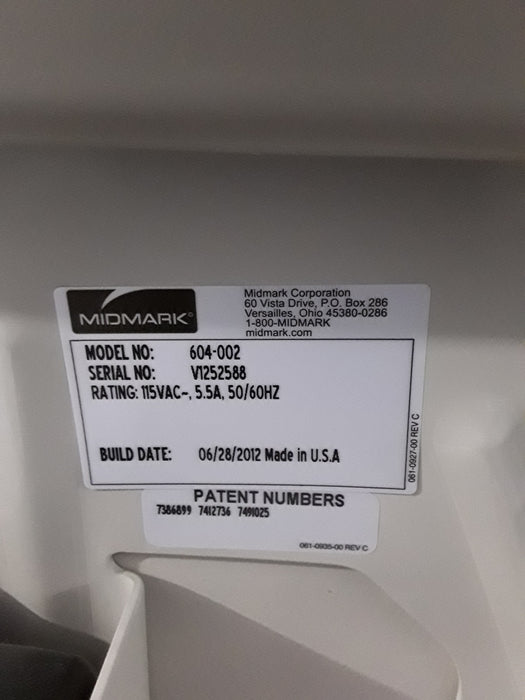 MIDMARK®
Midmark Corporation
60 Vista Drive, P.O. Box 286
Versailles, Ohio 45380-0286
1-800-MIDMARK
midmark.com
MODEL NO: 604-002
SERIAL NO: V1252588
RATING: 115VAC~, 5.5A, 50/60HZ
BUILD DATE: 06/28/2012 Made in U.S.A
061-0927-00 REV C
PATENT NUMBERS
7386899 7412736 7491025
061-0935-00 REV C